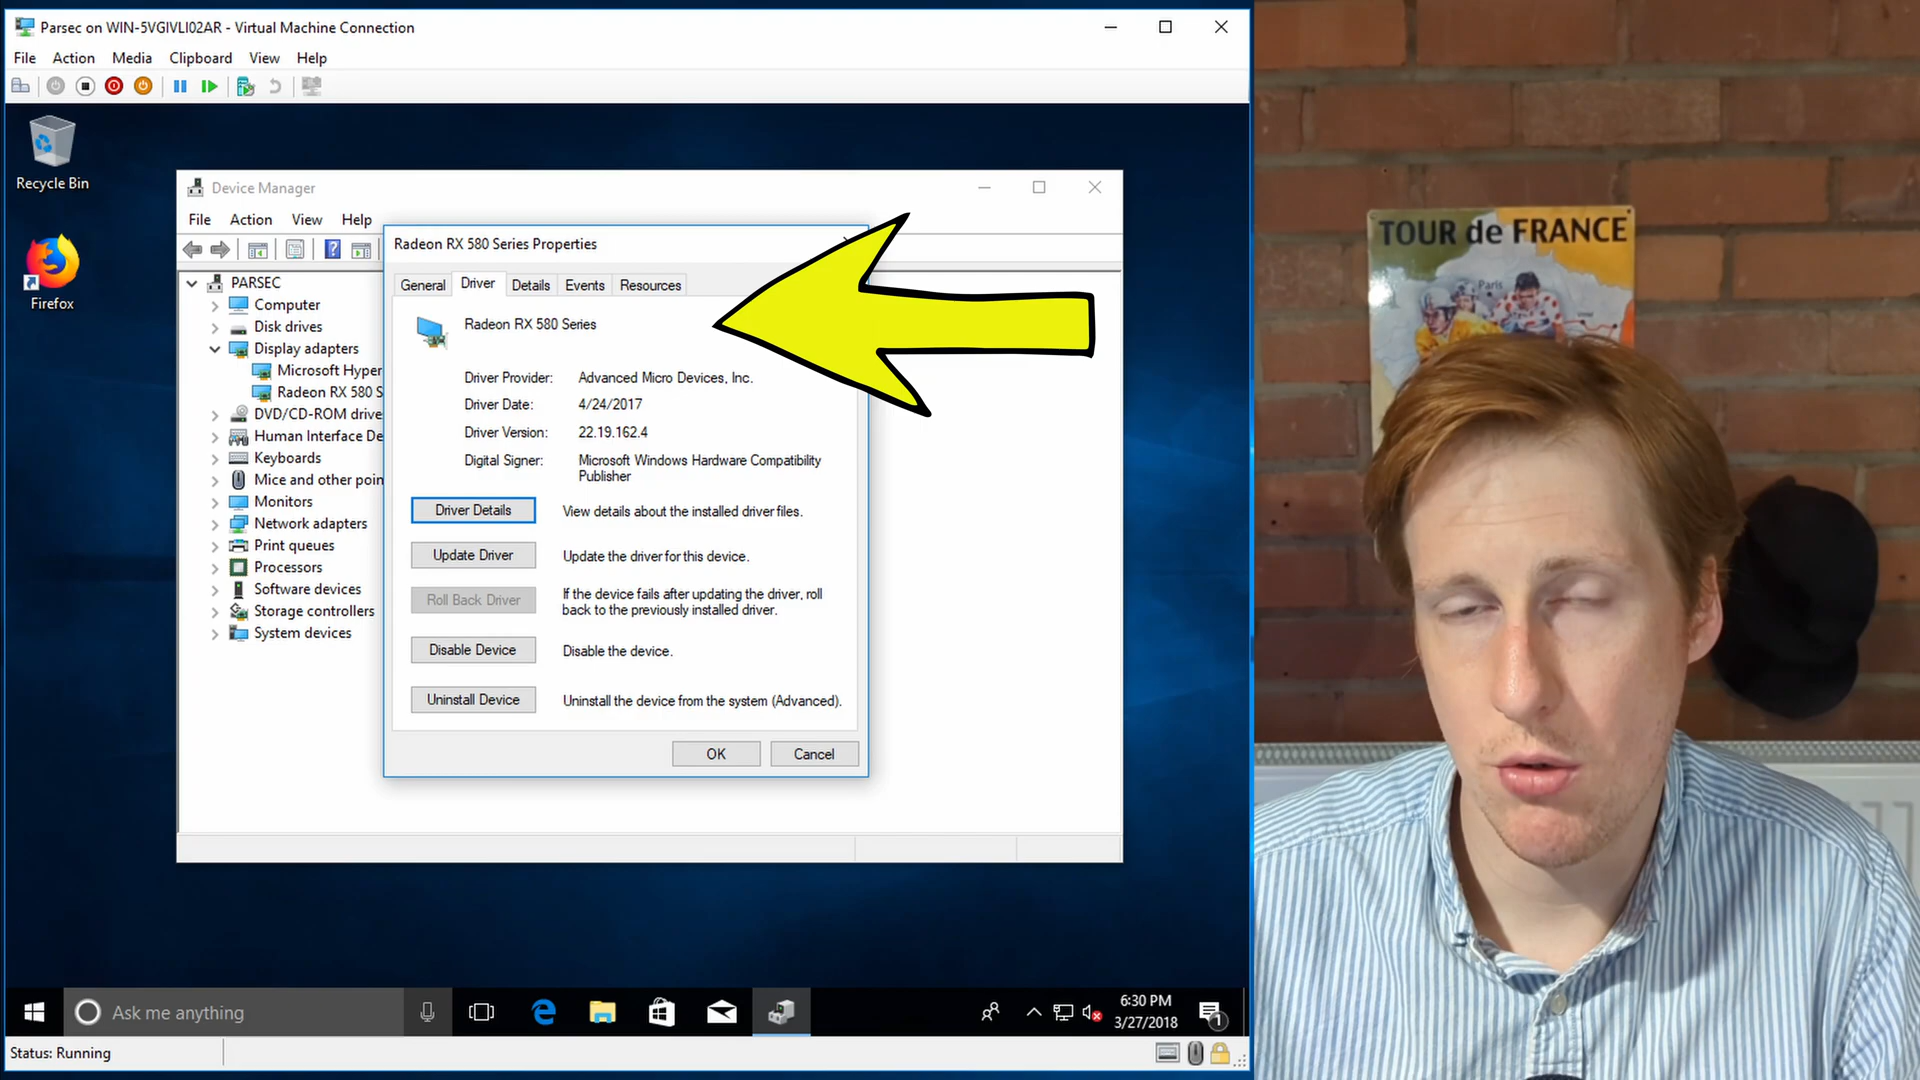 Parsec on WIN-5VGIVLI02AR - Virtual Machine Connection
File Action Media Clipboard View Help
Recycle Bin
Firefox
Device Manager
File Action View Help
PARSEC
Computer
Disk drives
Display adapters
Microsoft Hyper
Radeon RX 580 S
DVD/CD-ROM drive
Human Interface De
Keyboards
Mice and other poin
Monitors
Network adapters
Print queues
Processors
Software devices
Storage controllers
System devices
Radeon RX 580 Series Properties
General Driver Details Events Resources
Radeon RX 580 Series
Driver Provider: Advanced Micro Devices, Inc.
Driver Date: 4/24/2017
Driver Version: 22.19.162.4
Digital Signer: Microsoft Windows Hardware Compatibility
Publisher
Driver Details View details about the installed driver files.
Update Driver Update the driver for this device.
Roll Back Driver If the device fails after updating the driver, roll
back to the previously installed driver.
Disable Device Disable the device.
Uninstall Device Uninstall the device from the system (Advanced).
OK Cancel
Ask me anything
6:30 PM
3/27/2018
1
Status: Running
TOUR de FRANCE
Paris